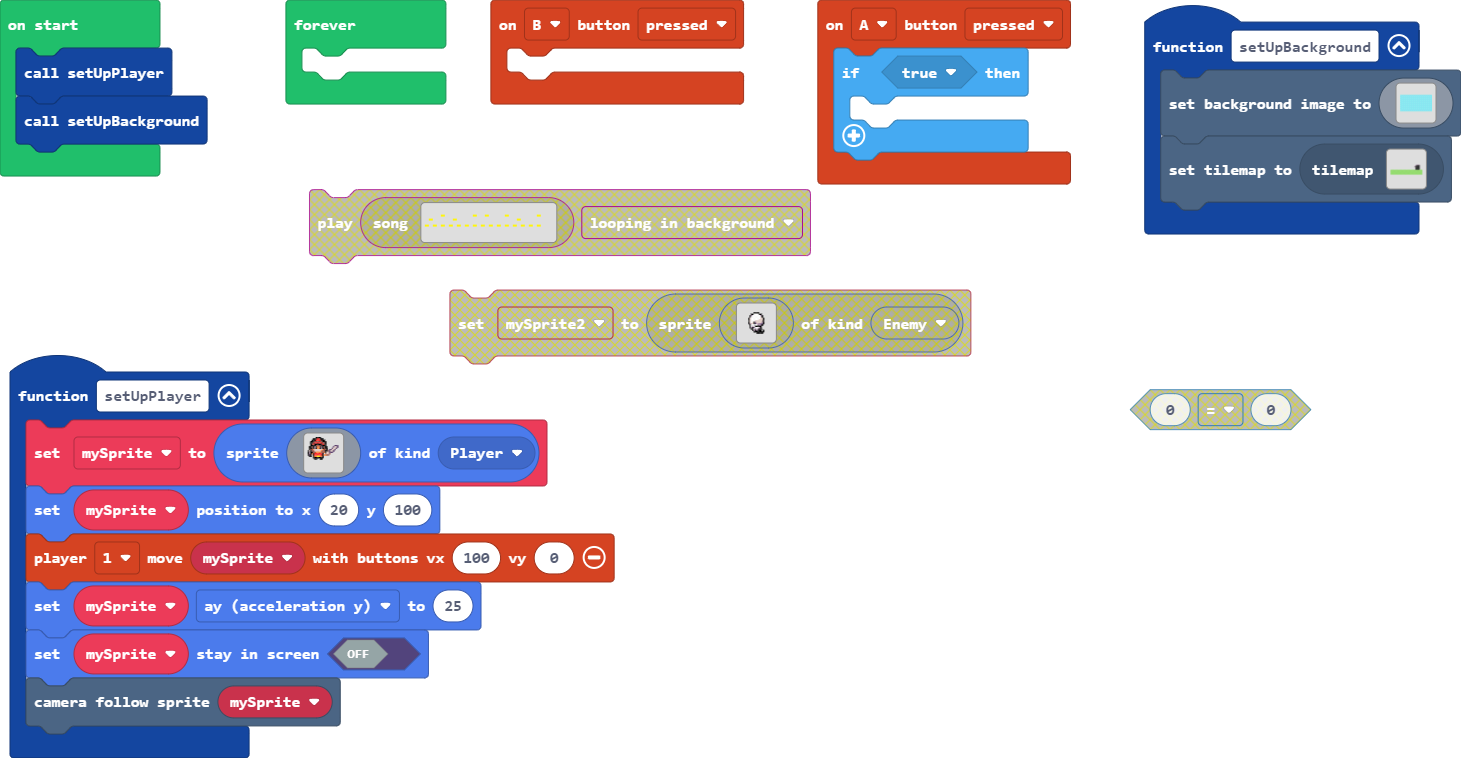 on start
call setUpPlayer
call setUpBackground
forever
on B button pressed
on A button pressed
if true then
function setUpBackground
set background image to
set tilemap to tilemap
play song looping in background
set mySprite2 to sprite of kind Enemy
0 = 0
function setUpPlayer
set mySprite to sprite of kind Player
set mySprite position to x 20 y 100
player 1 move mySprite with buttons vx 100 vy 0
set mySprite ay (acceleration y) to 25
set mySprite stay in screen OFF
camera follow sprite mySprite